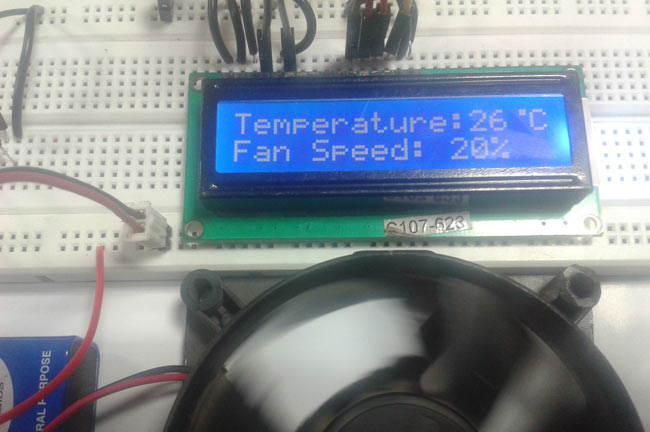 Temperature:26 °C
Fan Speed: 20%
S107-623
RAL PURPOSE